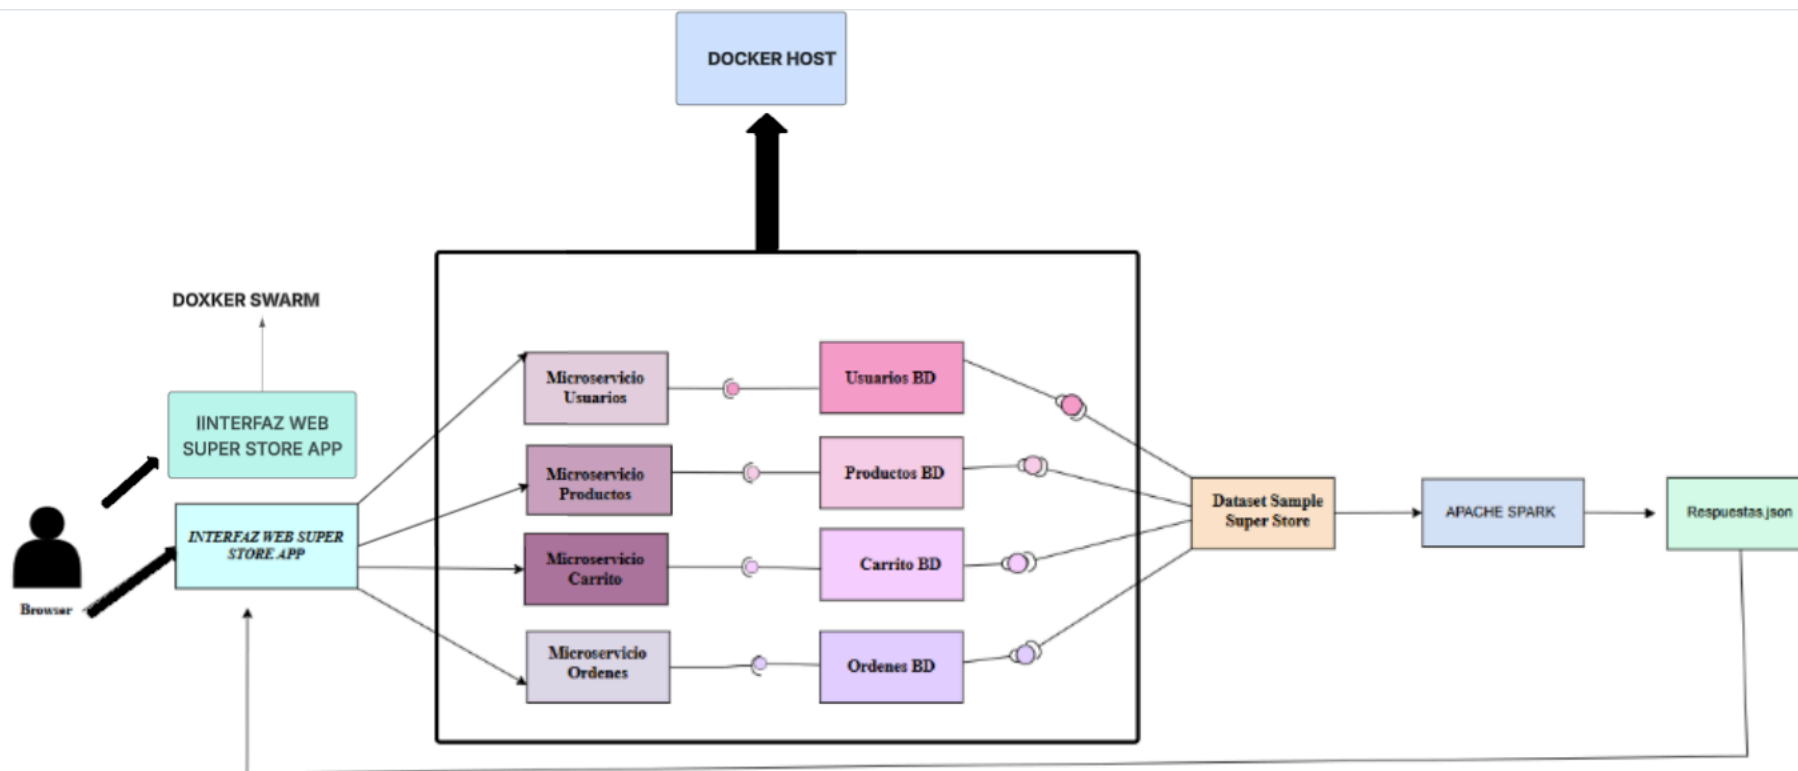 DOCKER HOST
DOXKER SWARM
IINTERFAZ WEB
SUPER STORE APP
INTERFAZ WEB SUPER
STORE APP
Browser
Microservicio
Usuarios
Usuarios BD
Microservicio
Productos
Productos BD
Microservicio
Carrito
Carrito BD
Microservicio
Ordenes
Ordenes BD
Dataset Sample
Super Store
APACHE SPARK
Respuestas.json